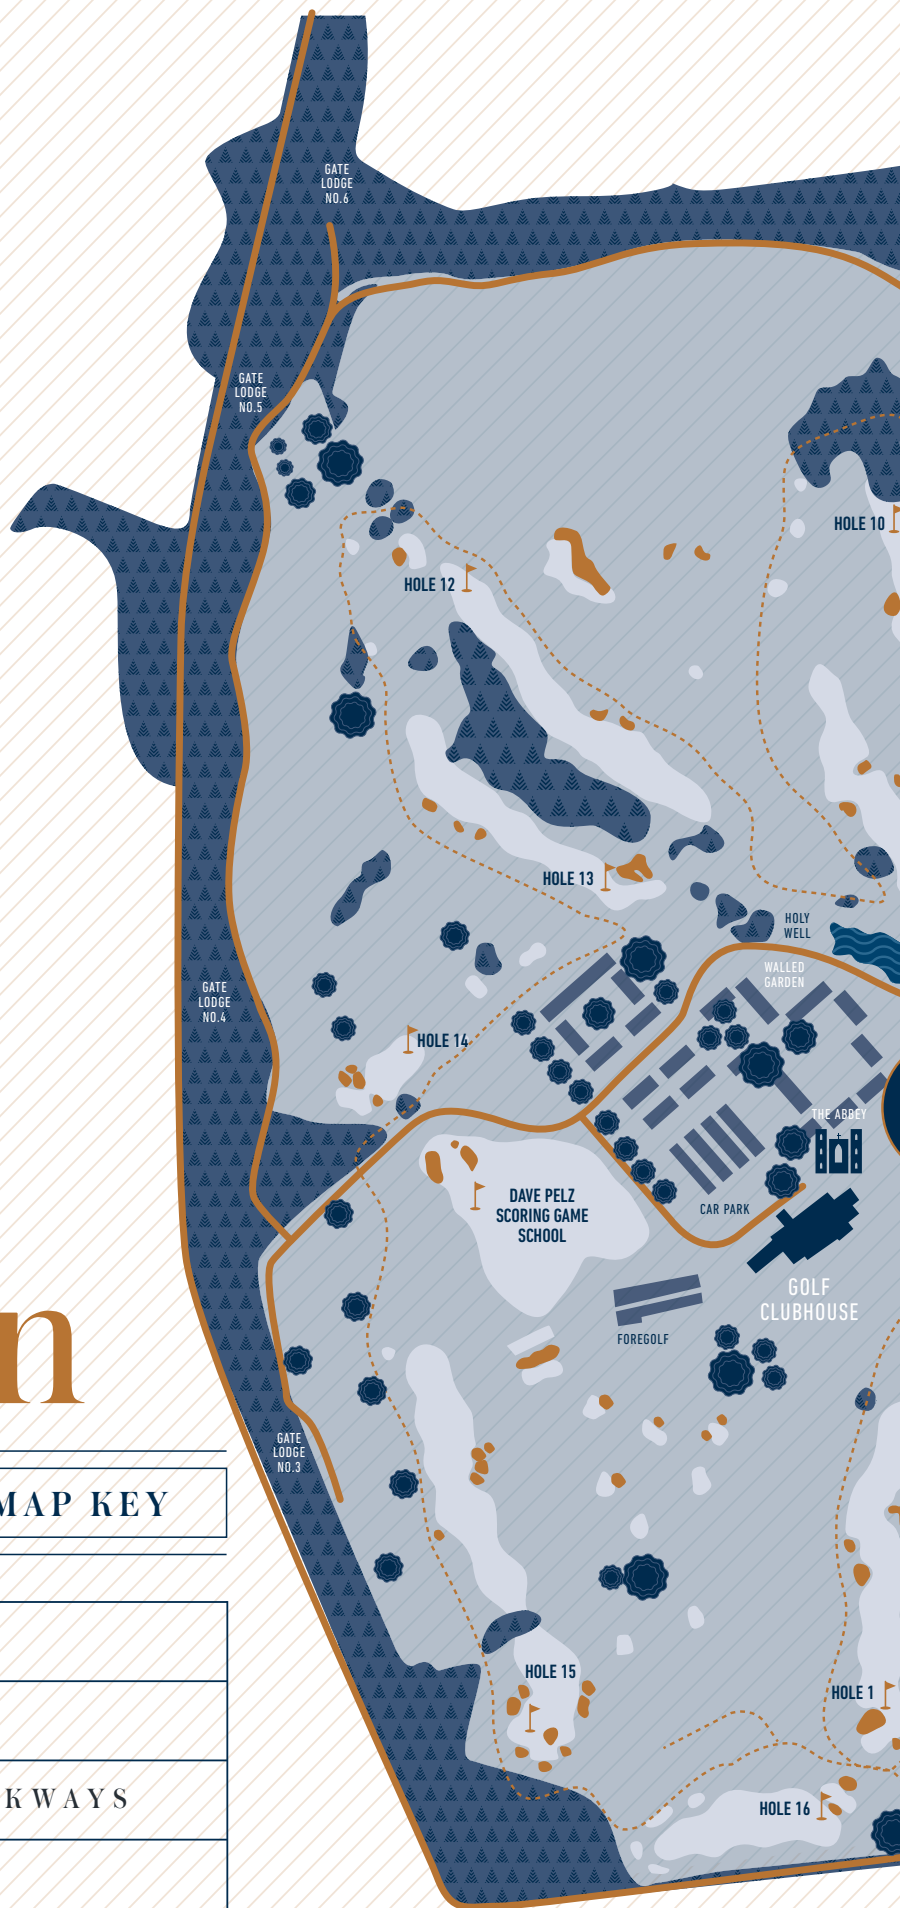 GATE
LODGE
NO.6
GATE
LODGE
NO.5
HOLE 10
HOLE 12
HOLE 13
HOLY
WELL
WALLED
GARDEN
GATE
LODGE
NO.4
HOLE 14
THE ABBEY
DAVE PELZ
SCORING GAME
SCHOOL
CAR PARK
GOLF
CLUBHOUSE
FOREGOLF
n
GATE
LODGE
NO.3
MAP KEY
HOLE 15
HOLE 1
KWAYS
HOLE 16